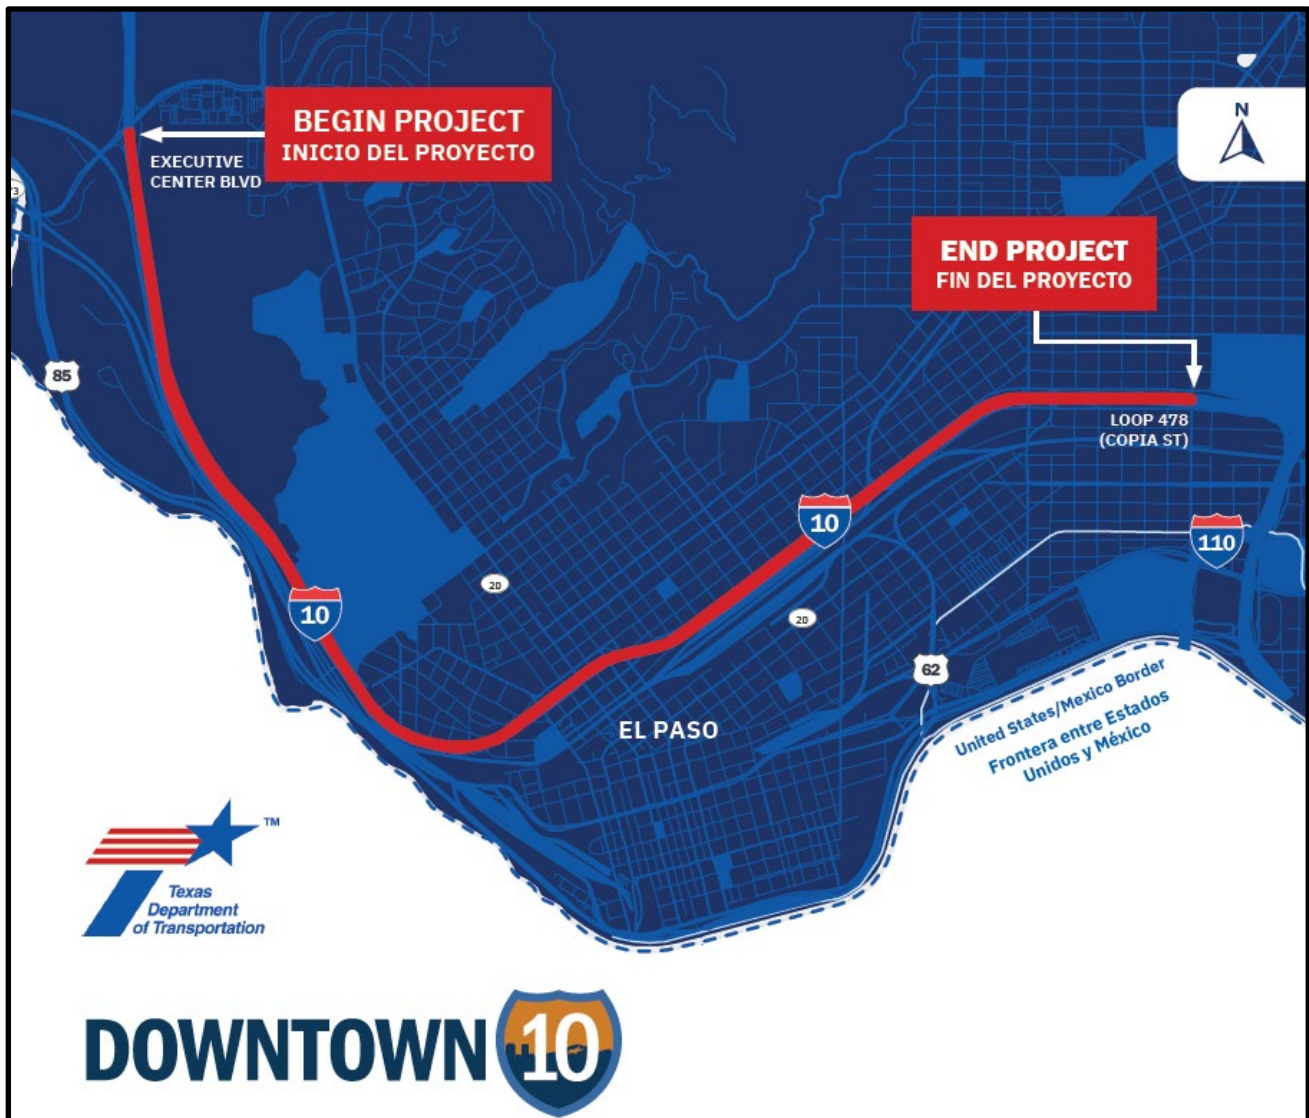 BEGIN PROJECT
INICIO DEL PROYECTO
EXECUTIVE
CENTER BLVD
N
END PROJECT
FIN DEL PROYECTO
LOOP 478
(COPIA ST)
85
10
110
20
10
20
62
EL PASO
United States/Mexico Border
Frontera entre Estados
Unidos y México
TM
Texas
Department
of Transportation
DOWNTOWN 10